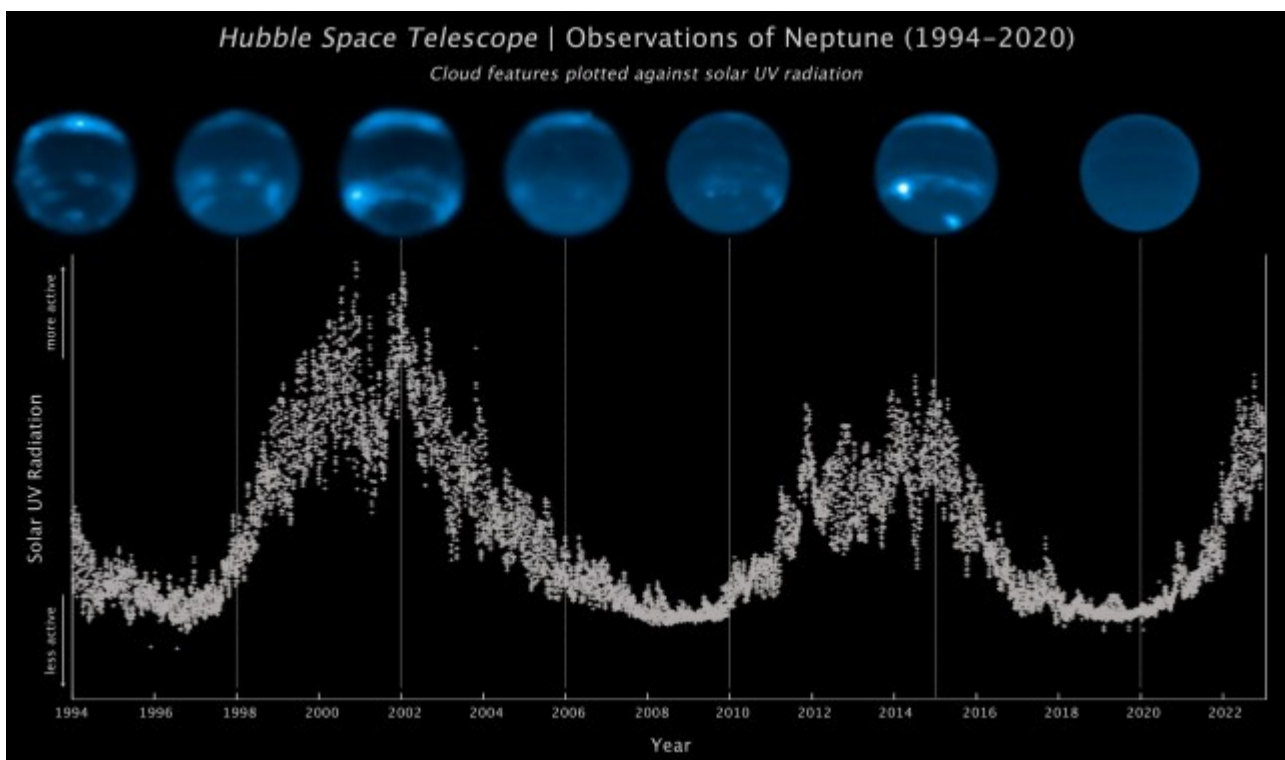 Hubble Space Telescope | Observations of Neptune (1994-2020)
Cloud features plotted against solar UV radiation
more active
Solar UV Radiation
less active
1994 1996 1998 2000 2002 2004 2006 2008 2010 2012 2014 2016 2018 2020 2022
Year